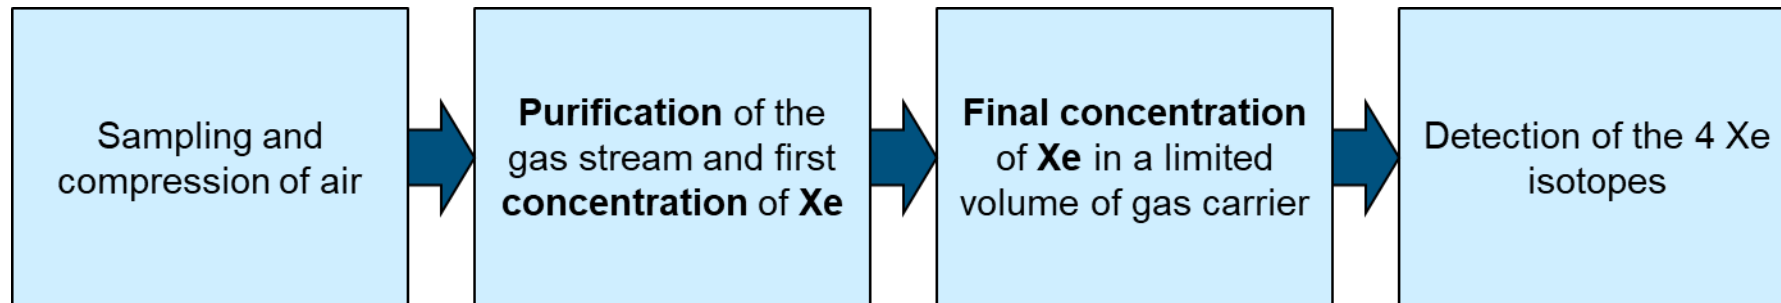 Sampling and
compression of air
Purification of the
gas stream and first
concentration of Xe
Final concentration
of Xe in a limited
volume of gas carrier
Detection of the 4 Xe
isotopes